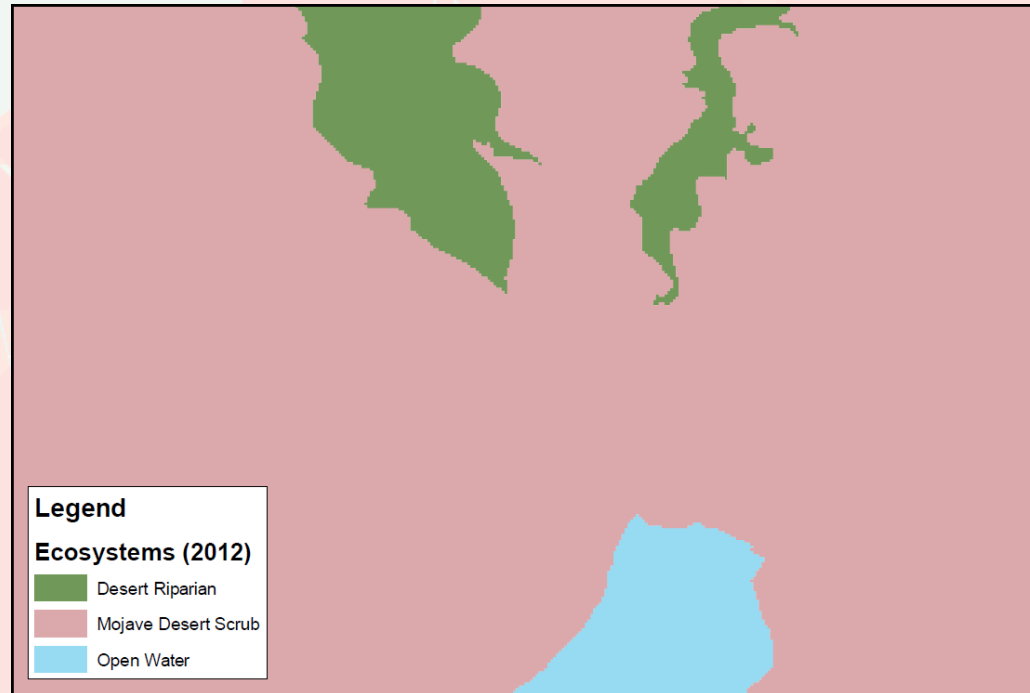 Legend
Ecosystems (2012)
Desert Riparian
Mojave Desert Scrub
Open Water